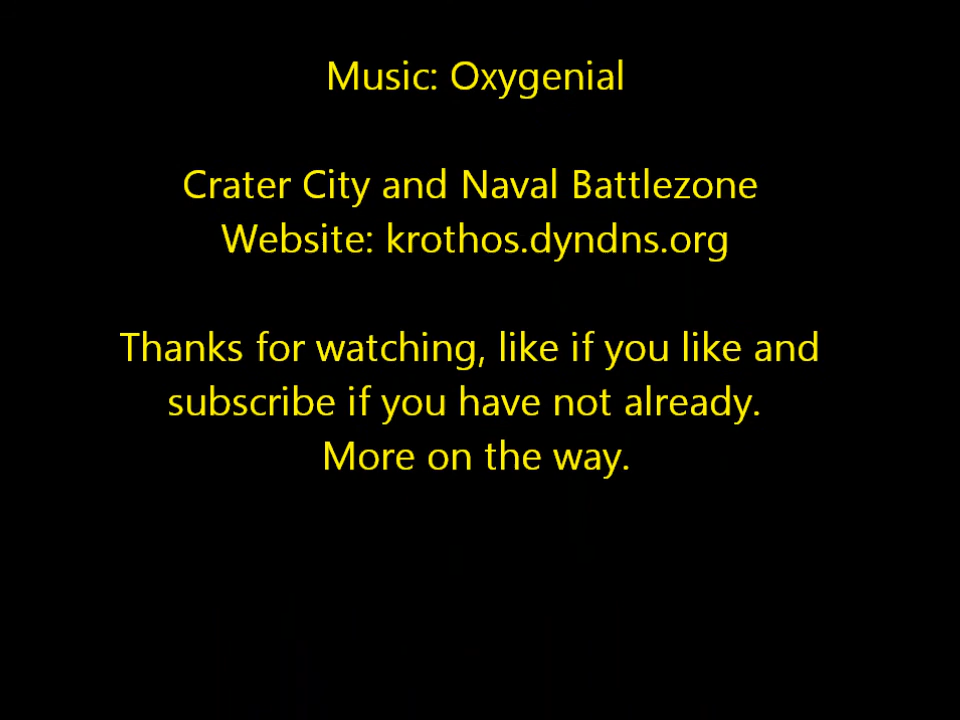 Music: Oxygenial
Crater City and Naval Battlezone
Website: krothos.dyndns.org
Thanks for watching, like if you like and
subscribe if you have not already.
More on the way.